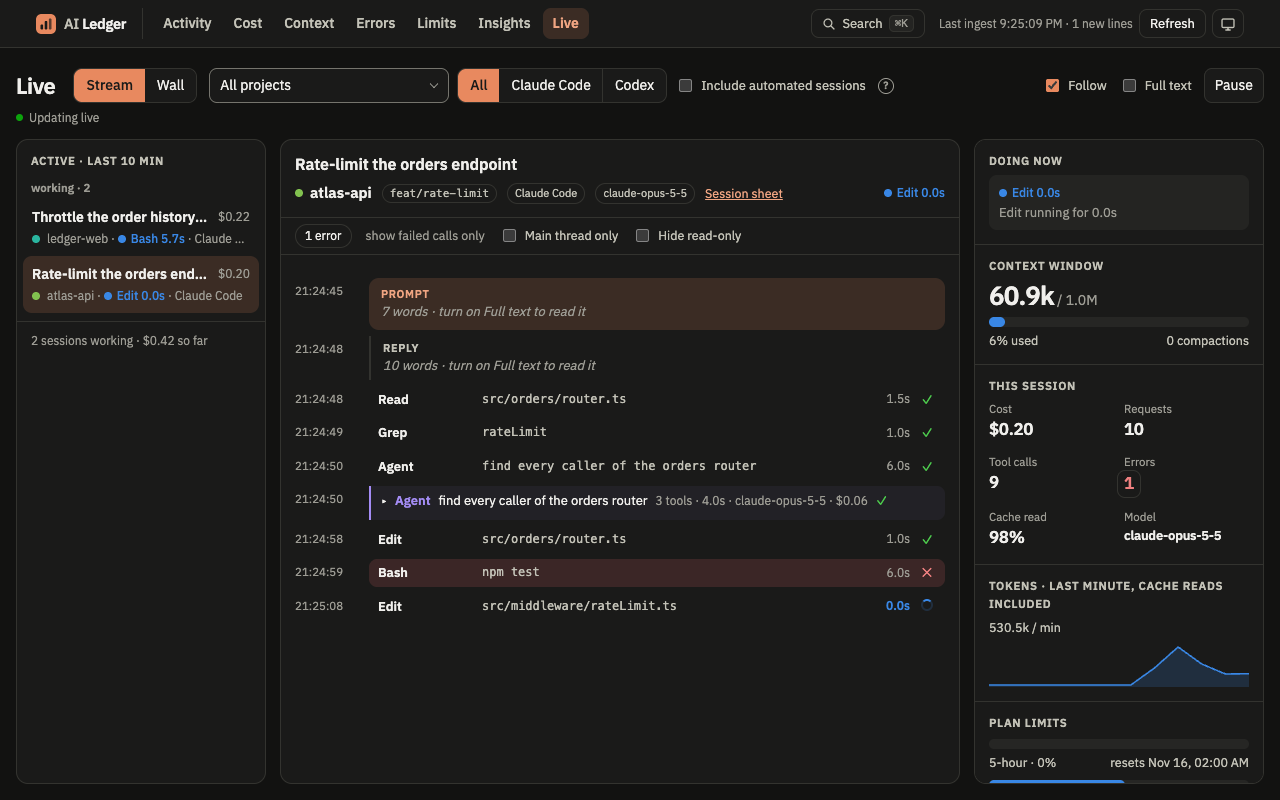 AI Ledger
Activity Cost Context Errors Limits Insights Live
Search ⌘K
Last ingest 9:25:09 PM · 1 new lines
Refresh
Live
Stream Wall
All projects
All Claude Code Codex
Include automated sessions ?
Follow Full text Pause
Updating live
ACTIVE · LAST 10 MIN
working · 2
Throttle the order history... $0.22
ledger-web · Bash 5.7s · Claude ...
Rate-limit the orders end... $0.20
atlas-api · Edit 0.0s · Claude Code
2 sessions working · $0.42 so far
Rate-limit the orders endpoint
atlas-api feat/rate-limit Claude Code claude-opus-5-5 Session sheet Edit 0.0s
1 error show failed calls only Main thread only Hide read-only
21:24:45 PROMPT
7 words · turn on Full text to read it
21:24:48 REPLY
10 words · turn on Full text to read it
21:24:48 Read src/orders/router.ts 1.5s
21:24:49 Grep rateLimit 1.0s
21:24:50 Agent find every caller of the orders router 6.0s
21:24:50 Agent find every caller of the orders router 3 tools · 4.0s · claude-opus-5-5 · $0.06
21:24:58 Edit src/orders/router.ts 1.0s
21:24:59 Bash npm test 6.0s
21:25:08 Edit src/middleware/rateLimit.ts 0.0s
DOING NOW
Edit 0.0s
Edit running for 0.0s
CONTEXT WINDOW
60.9k / 1.0M
6% used 0 compactions
THIS SESSION
Cost Requests
$0.20 10
Tool calls Errors
9 1
Cache read Model
98% claude-opus-5-5
TOKENS · LAST MINUTE, CACHE READS
INCLUDED
530.5k / min
PLAN LIMITS
5-hour · 0% resets Nov 16, 02:00 AM